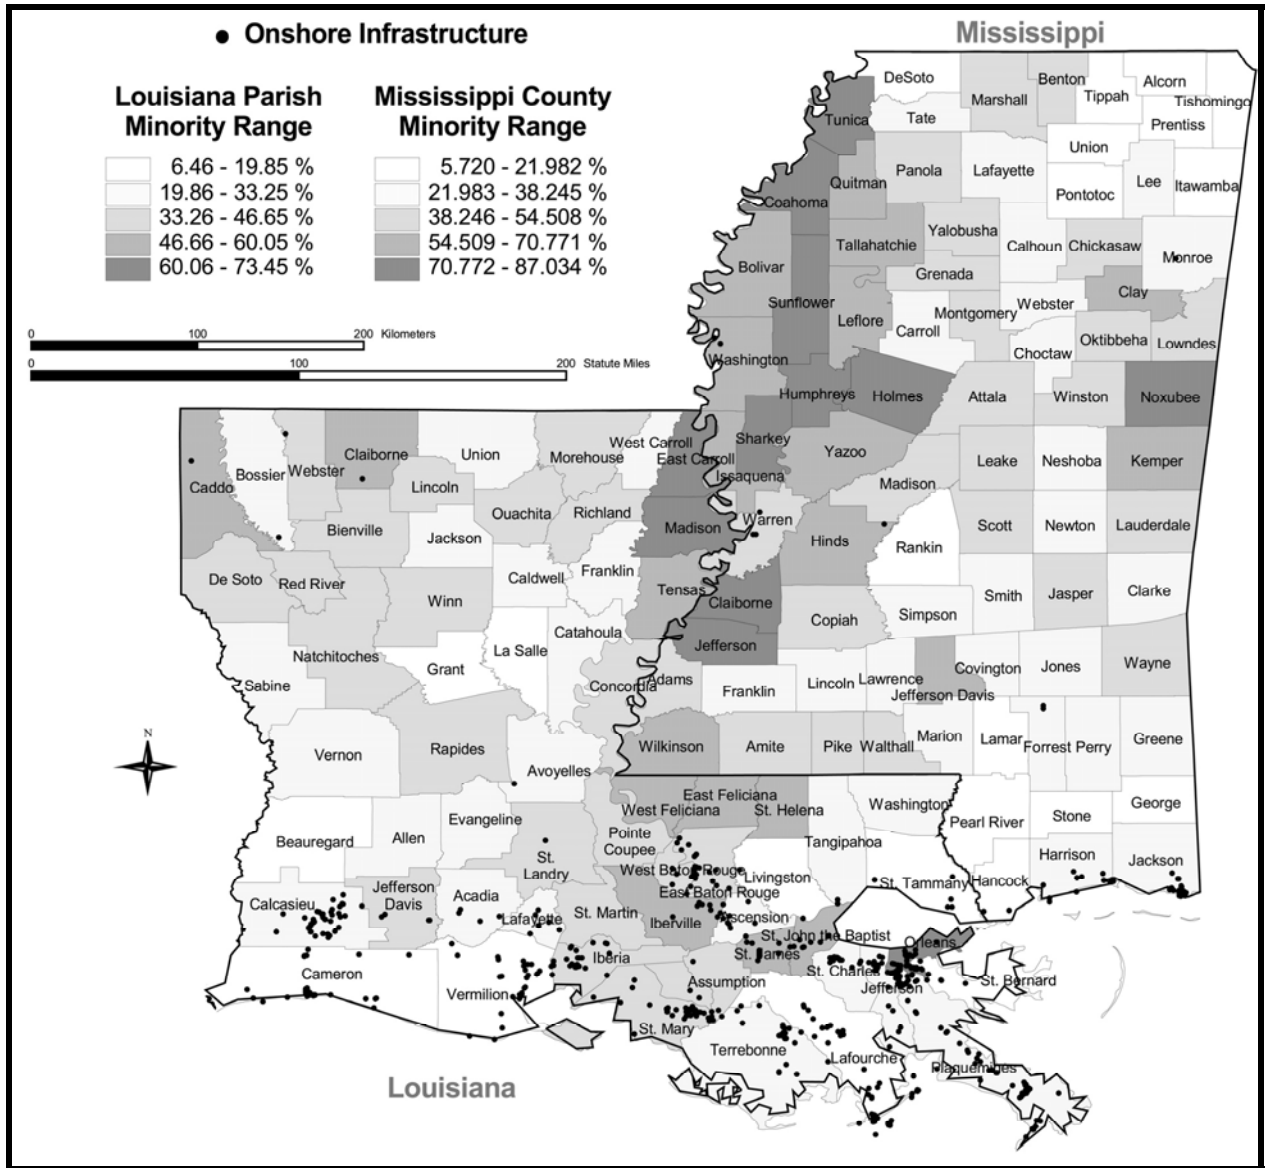 Mississippi
Onshore Infrastructure
Louisiana Parish
Minority Range
6.46 - 19.85 %
19.86 - 33.25 %
33.26 - 46.65 %
46.66 - 60.05 %
60.06 - 73.45 %
Mississippi County
Minority Range
5.720 - 21.982 %
21.983 - 38.245 %
38.246 - 54.508 %
54.509 - 70.771 %
70.772 - 87.034 %
0 100 200 Kilometers
0 100 200 Statute Miles
DeSoto
Marshall
Benton
Tippah
Alcorn
Tishomingo
Prentiss
Tunica
Tate
Union
Quitman
Panola
Lafayette
Pontotoc
Lee
Itawamba
Coahoma
Tallahatchie
Yalobusha
Calhoun
Chickasaw
Monroe
Bolivar
Grenada
Clay
Sunflower
Leflore
Carroll
Montgomery
Webster
Choctaw
Oktibbeha
Lowndes
Washington
Humphreys
Holmes
Attala
Winston
Noxubee
Sharkey
Issaquena
Yazoo
Madison
Leake
Neshoba
Kemper
Warren
Hinds
Rankin
Scott
Newton
Lauderdale
Claiborne
Copiah
Simpson
Smith
Jasper
Clarke
Jefferson
Adams
Franklin
Lincoln
Lawrence
Jefferson Davis
Covington
Jones
Wayne
Wilkinson
Amite
Pike
Walthall
Marion
Lamar
Forrest
Perry
Greene
Pearl River
Stone
George
Hancock
Harrison
Jackson
Caddo
Bossier
Webster
Claiborne
Union
Morehouse
West Carroll
East Carroll
Lincoln
Ouachita
Richland
Madison
Bienville
Jackson
De Soto
Red River
Winn
Caldwell
Franklin
Tensas
Natchitoches
Sabine
Grant
La Salle
Catahoula
Concordia
N
Vernon
Rapides
Avoyelles
Beauregard
Allen
Evangeline
St.
Landry
Pointe
Coupee
West Feliciana
East Feliciana
St. Helena
Tangipahoa
Washington
West Baton Rouge
East Baton Rouge
Livingston
St. Tammany
Calcasieu
Jefferson
Davis
Acadia
Lafayette
St. Martin
Iberville
Ascension
St. John the Baptist
St. James
Orleans
Cameron
Vermilion
Iberia
Assumption
St. Charles
Jefferson
St. Bernard
St. Mary
Terrebonne
Lafourche
Plaquemines
Louisiana